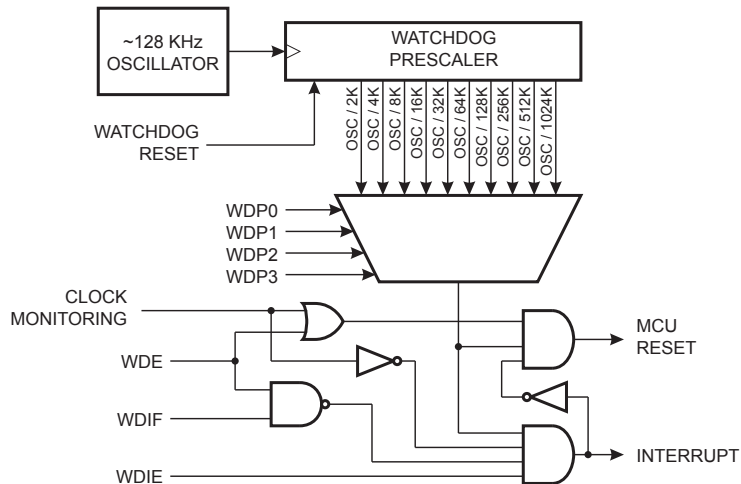 ~128 KHz
OSCILLATOR
WATCHDOG
PRESCALER
WATCHDOG
RESET
OSC / 2K
OSC / 4K
OSC / 8K
OSC / 16K
OSC / 32K
OSC / 64K
OSC / 128K
OSC / 256K
OSC / 512K
OSC / 1024K
WDP0
WDP1
WDP2
WDP3
CLOCK
MONITORING
MCU
RESET
WDE
WDIF
INTERRUPT
WDIE